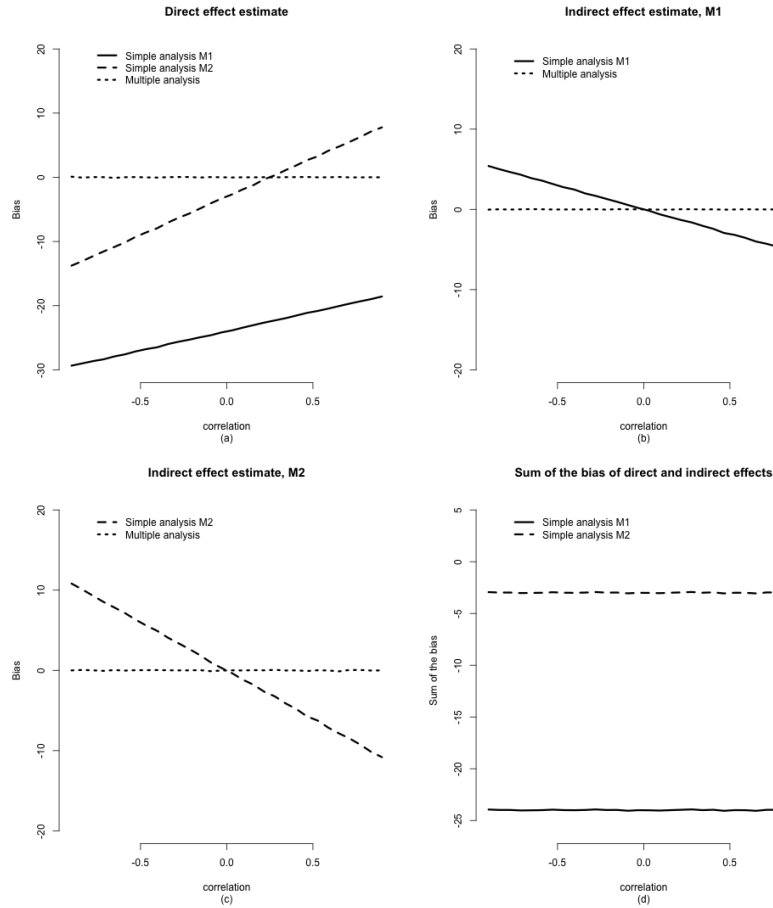 Direct effect estimate
Simple analysis M1
Simple analysis M2
Multiple analysis
20
10
0
-10
-20
-30
Bias
-0.5
0.0
0.5
correlation
(a)
Indirect effect estimate, M1
Simple analysis M1
Multiple analysis
20
10
0
-10
-20
Bias
-0.5
0.0
0.5
correlation
(b)
Indirect effect estimate, M2
Simple analysis M2
Multiple analysis
20
10
0
-10
-20
Bias
-0.5
0.0
0.5
correlation
(c)
Sum of the bias of direct and indirect effects
Simple analysis M1
Simple analysis M2
5
0
-5
-10
-15
-20
-25
Sum of the bias
-0.5
0.0
0.5
correlation
(d)